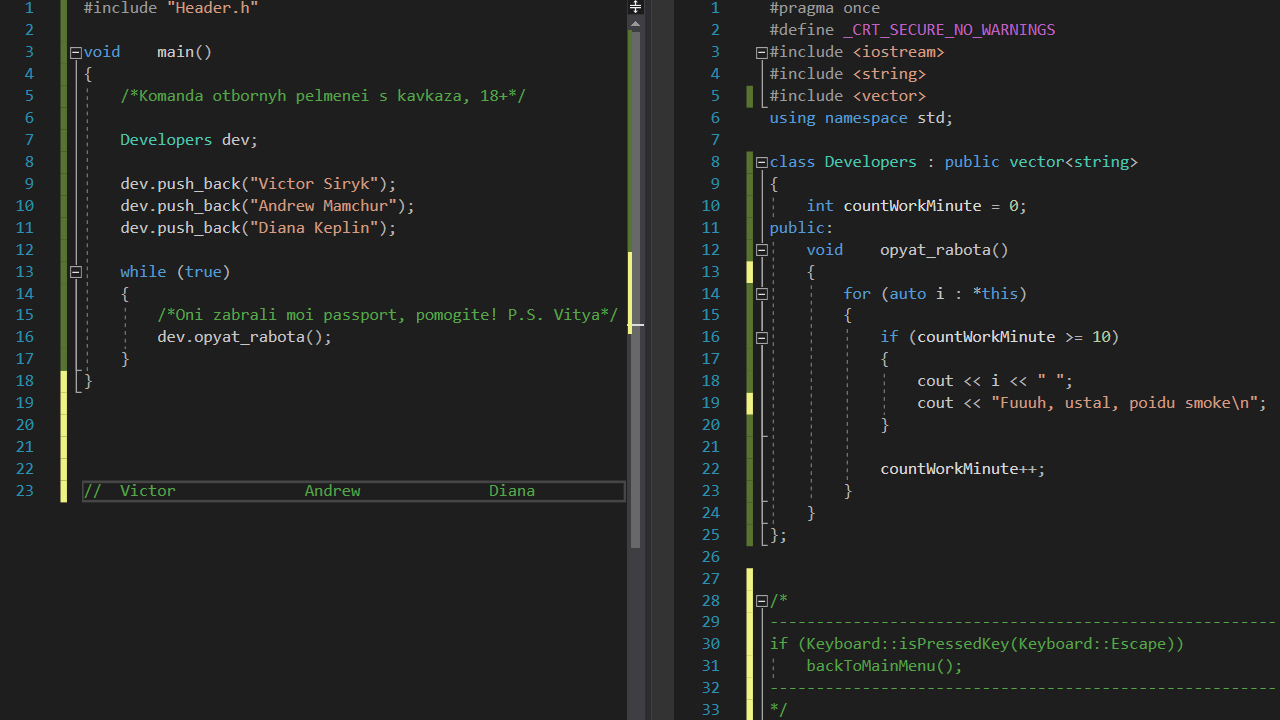 1 #include "Header.h"
2
3 void main()
4 {
5 /*Komanda otbornyh pelmenei s kavkaza, 18+*/
6
7 Developers dev;
8
9 dev.push_back("Victor Siryk");
10 dev.push_back("Andrew Mamchur");
11 dev.push_back("Diana Keplin");
12
13 while (true)
14 {
15 /*Oni zabrali moi passport, pomogite! P.S. Vitya*/
16 dev.opyat_rabota();
17 }
18 }
19
20
21
22
23 // Victor Andrew Diana
1 #pragma once
2 #define _CRT_SECURE_NO_WARNINGS
3 #include <iostream>
4 #include <string>
5 #include <vector>
6 using namespace std;
7
8 class Developers : public vector<string>
9 {
10 int countWorkMinute = 0;
11 public:
12 void opyat_rabota()
13 {
14 for (auto i : *this)
15 {
16 if (countWorkMinute >= 10)
17 {
18 cout << i << " ";
19 cout << "Fuuuh, ustal, poidu smoke\n";
20 }
21
22 countWorkMinute++;
23 }
24 }
25 };
26
27
28 /*
29 -------------------------------------------------------
30 if (Keyboard::isPressedKey(Keyboard::Escape))
31 backToMainMenu();
32 -------------------------------------------------------
33 */